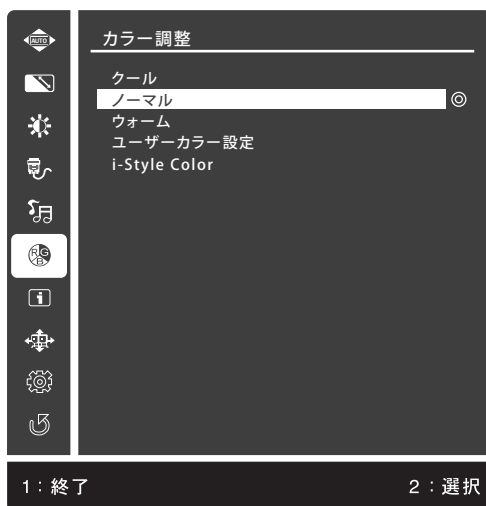 AUTO
カラー調整
クール
ノーマル
ウォーム
ユーザーカラー設定
i-Style Color
R G
B
1：終了
2：選択